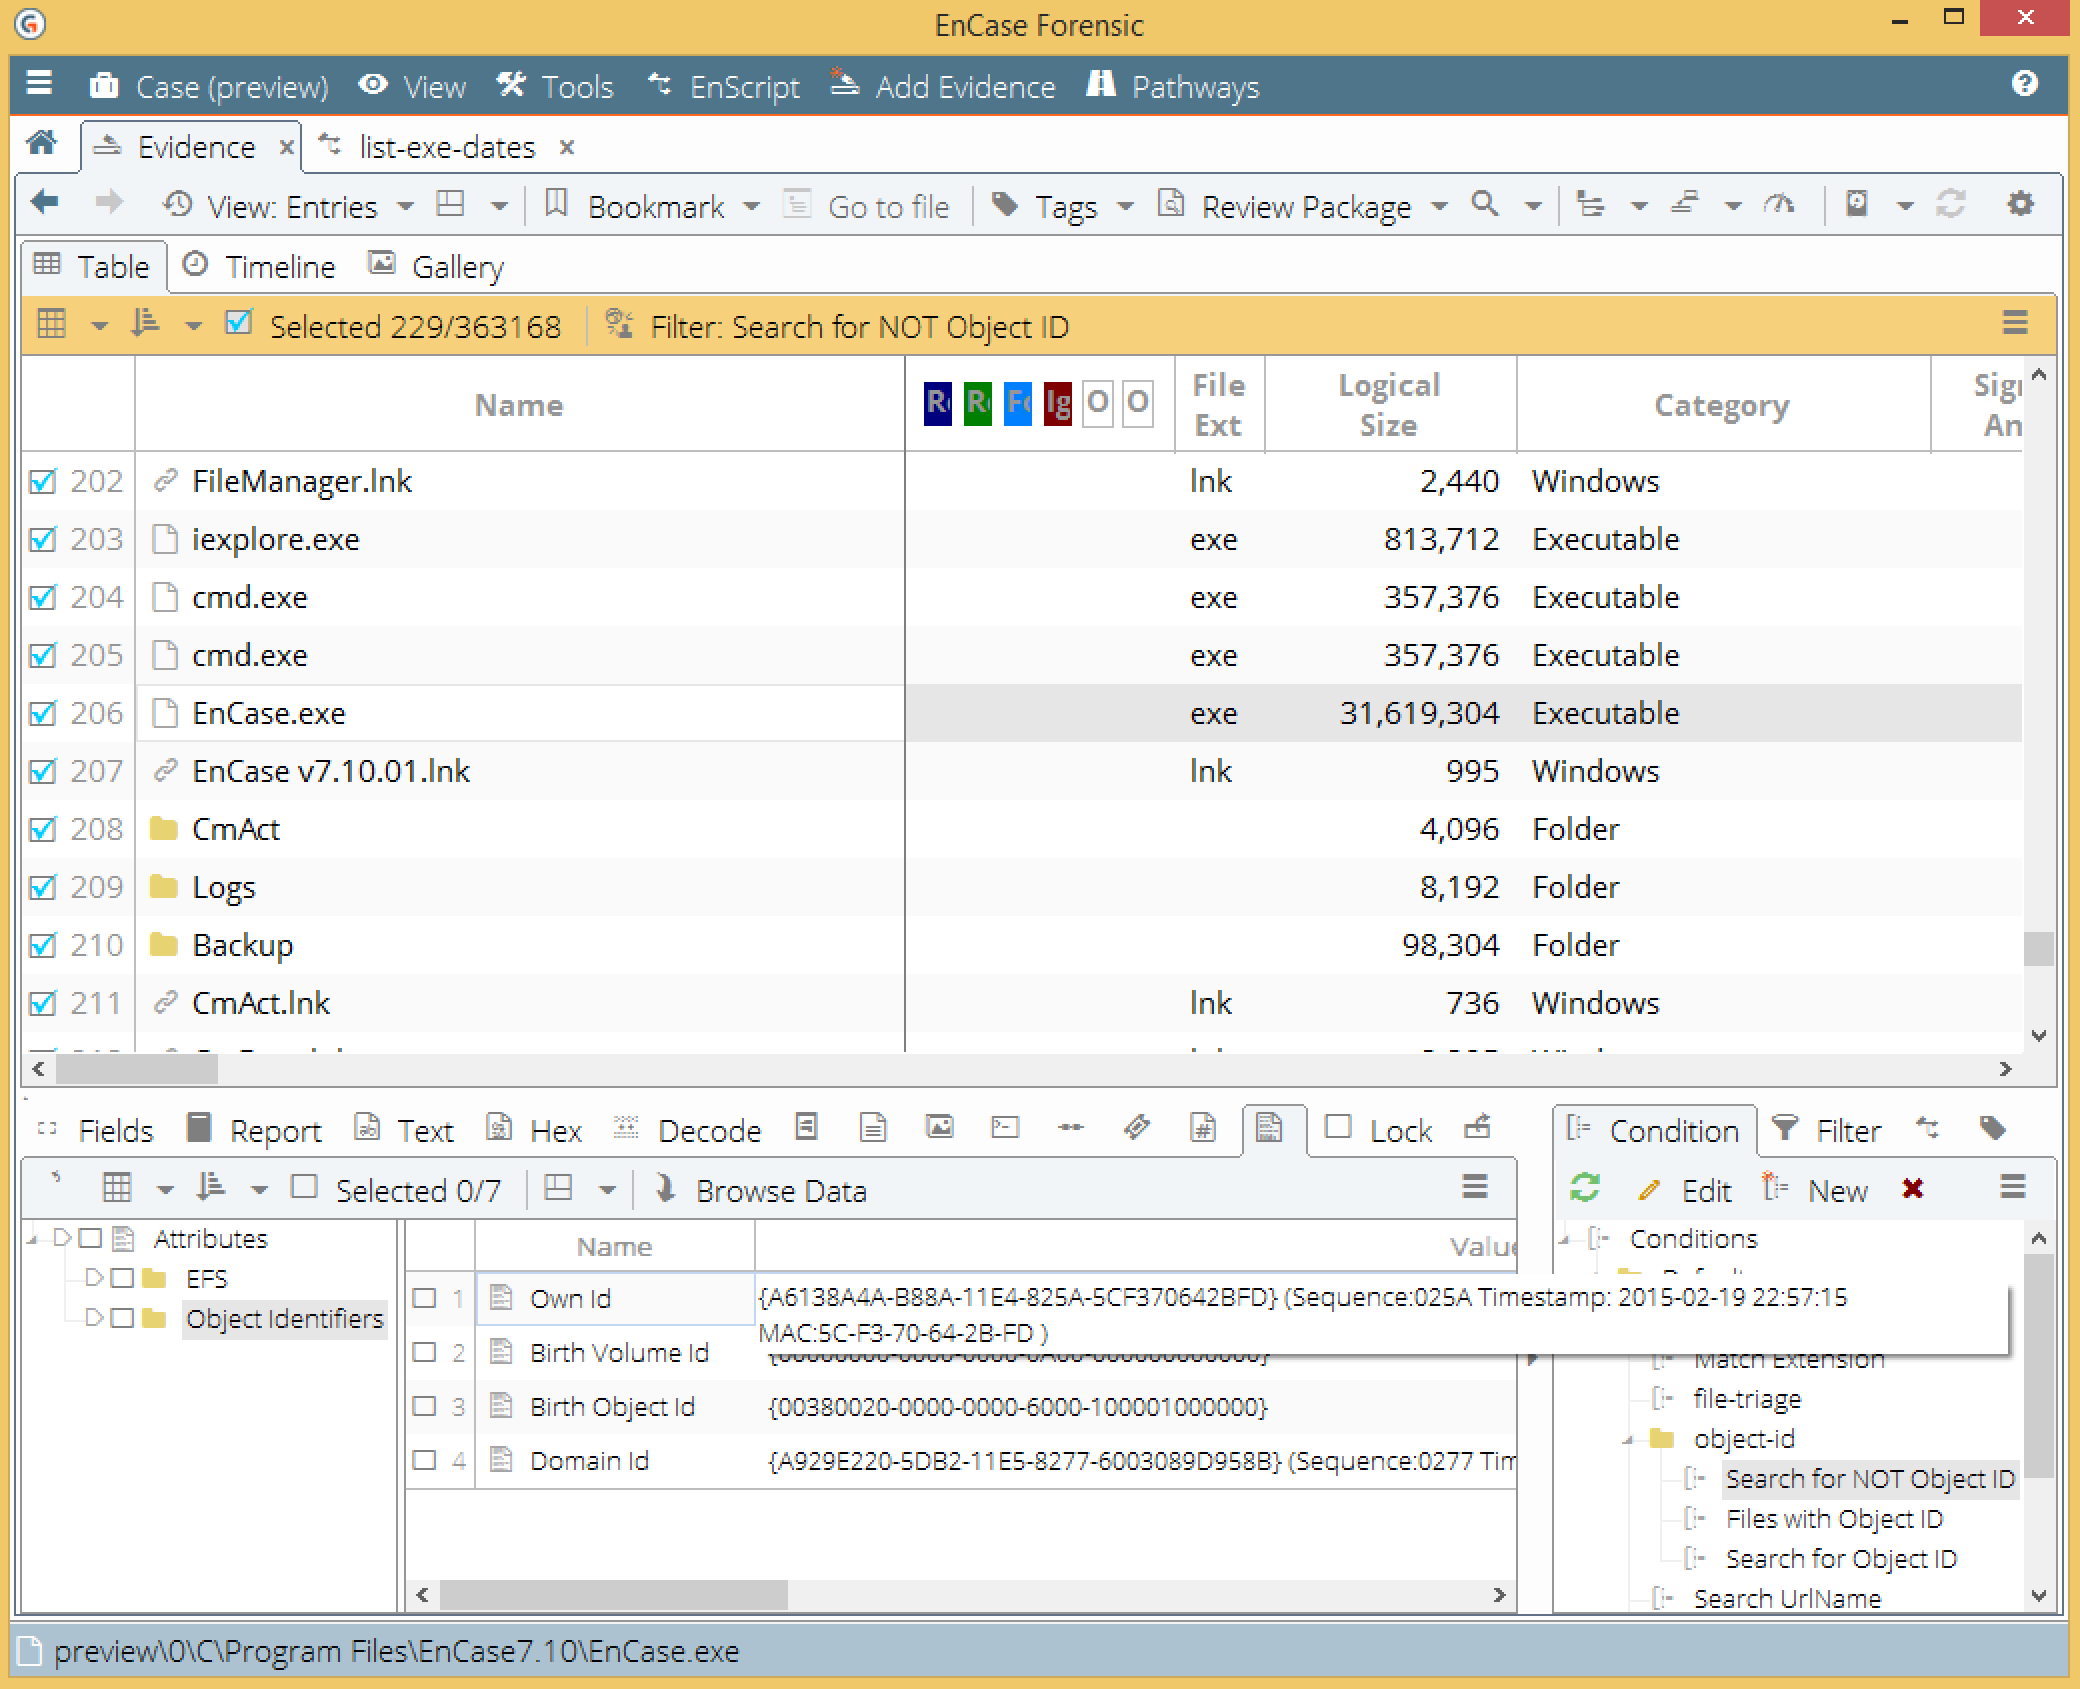 EnCase Forensic
Case (preview) View Tools EnScript Add Evidence Pathways
Evidence list-exe-dates
View: Entries Bookmark Go to file Tags Review Package
Table Timeline Gallery
Selected 229/363168 Filter: Search for NOT Object ID
Name File Ext Logical Size Category
202 FileManager.lnk lnk 2,440 Windows
203 iexplore.exe exe 813,712 Executable
204 cmd.exe exe 357,376 Executable
205 cmd.exe exe 357,376 Executable
206 EnCase.exe exe 31,619,304 Executable
207 EnCase v7.10.01.lnk lnk 995 Windows
208 CmAct 4,096 Folder
209 Logs 8,192 Folder
210 Backup 98,304 Folder
211 CmAct.lnk lnk 736 Windows
Fields Report Text Hex Decode Lock
Selected 0/7 Browse Data
Attributes
EFS
Object Identifiers
Name Value
1 Own Id {A6138A4A-B88A-11E4-825A-5CF370642BFD} (Sequence:025A Timestamp: 2015-02-19 22:57:15
MAC:5C-F3-70-64-2B-FD )
2 Birth Volume Id
3 Birth Object Id {00380020-0000-0000-6000-100001000000}
4 Domain Id {A929E220-5DB2-11E5-8277-6003089D958B} (Sequence:0277 Tim
Condition Filter
Edit New
Conditions
Match Extension
file-triage
object-id
Search for NOT Object ID
Files with Object ID
Search for Object ID
Search UrlName
preview\0\C\Program Files\EnCase7.10\EnCase.exe